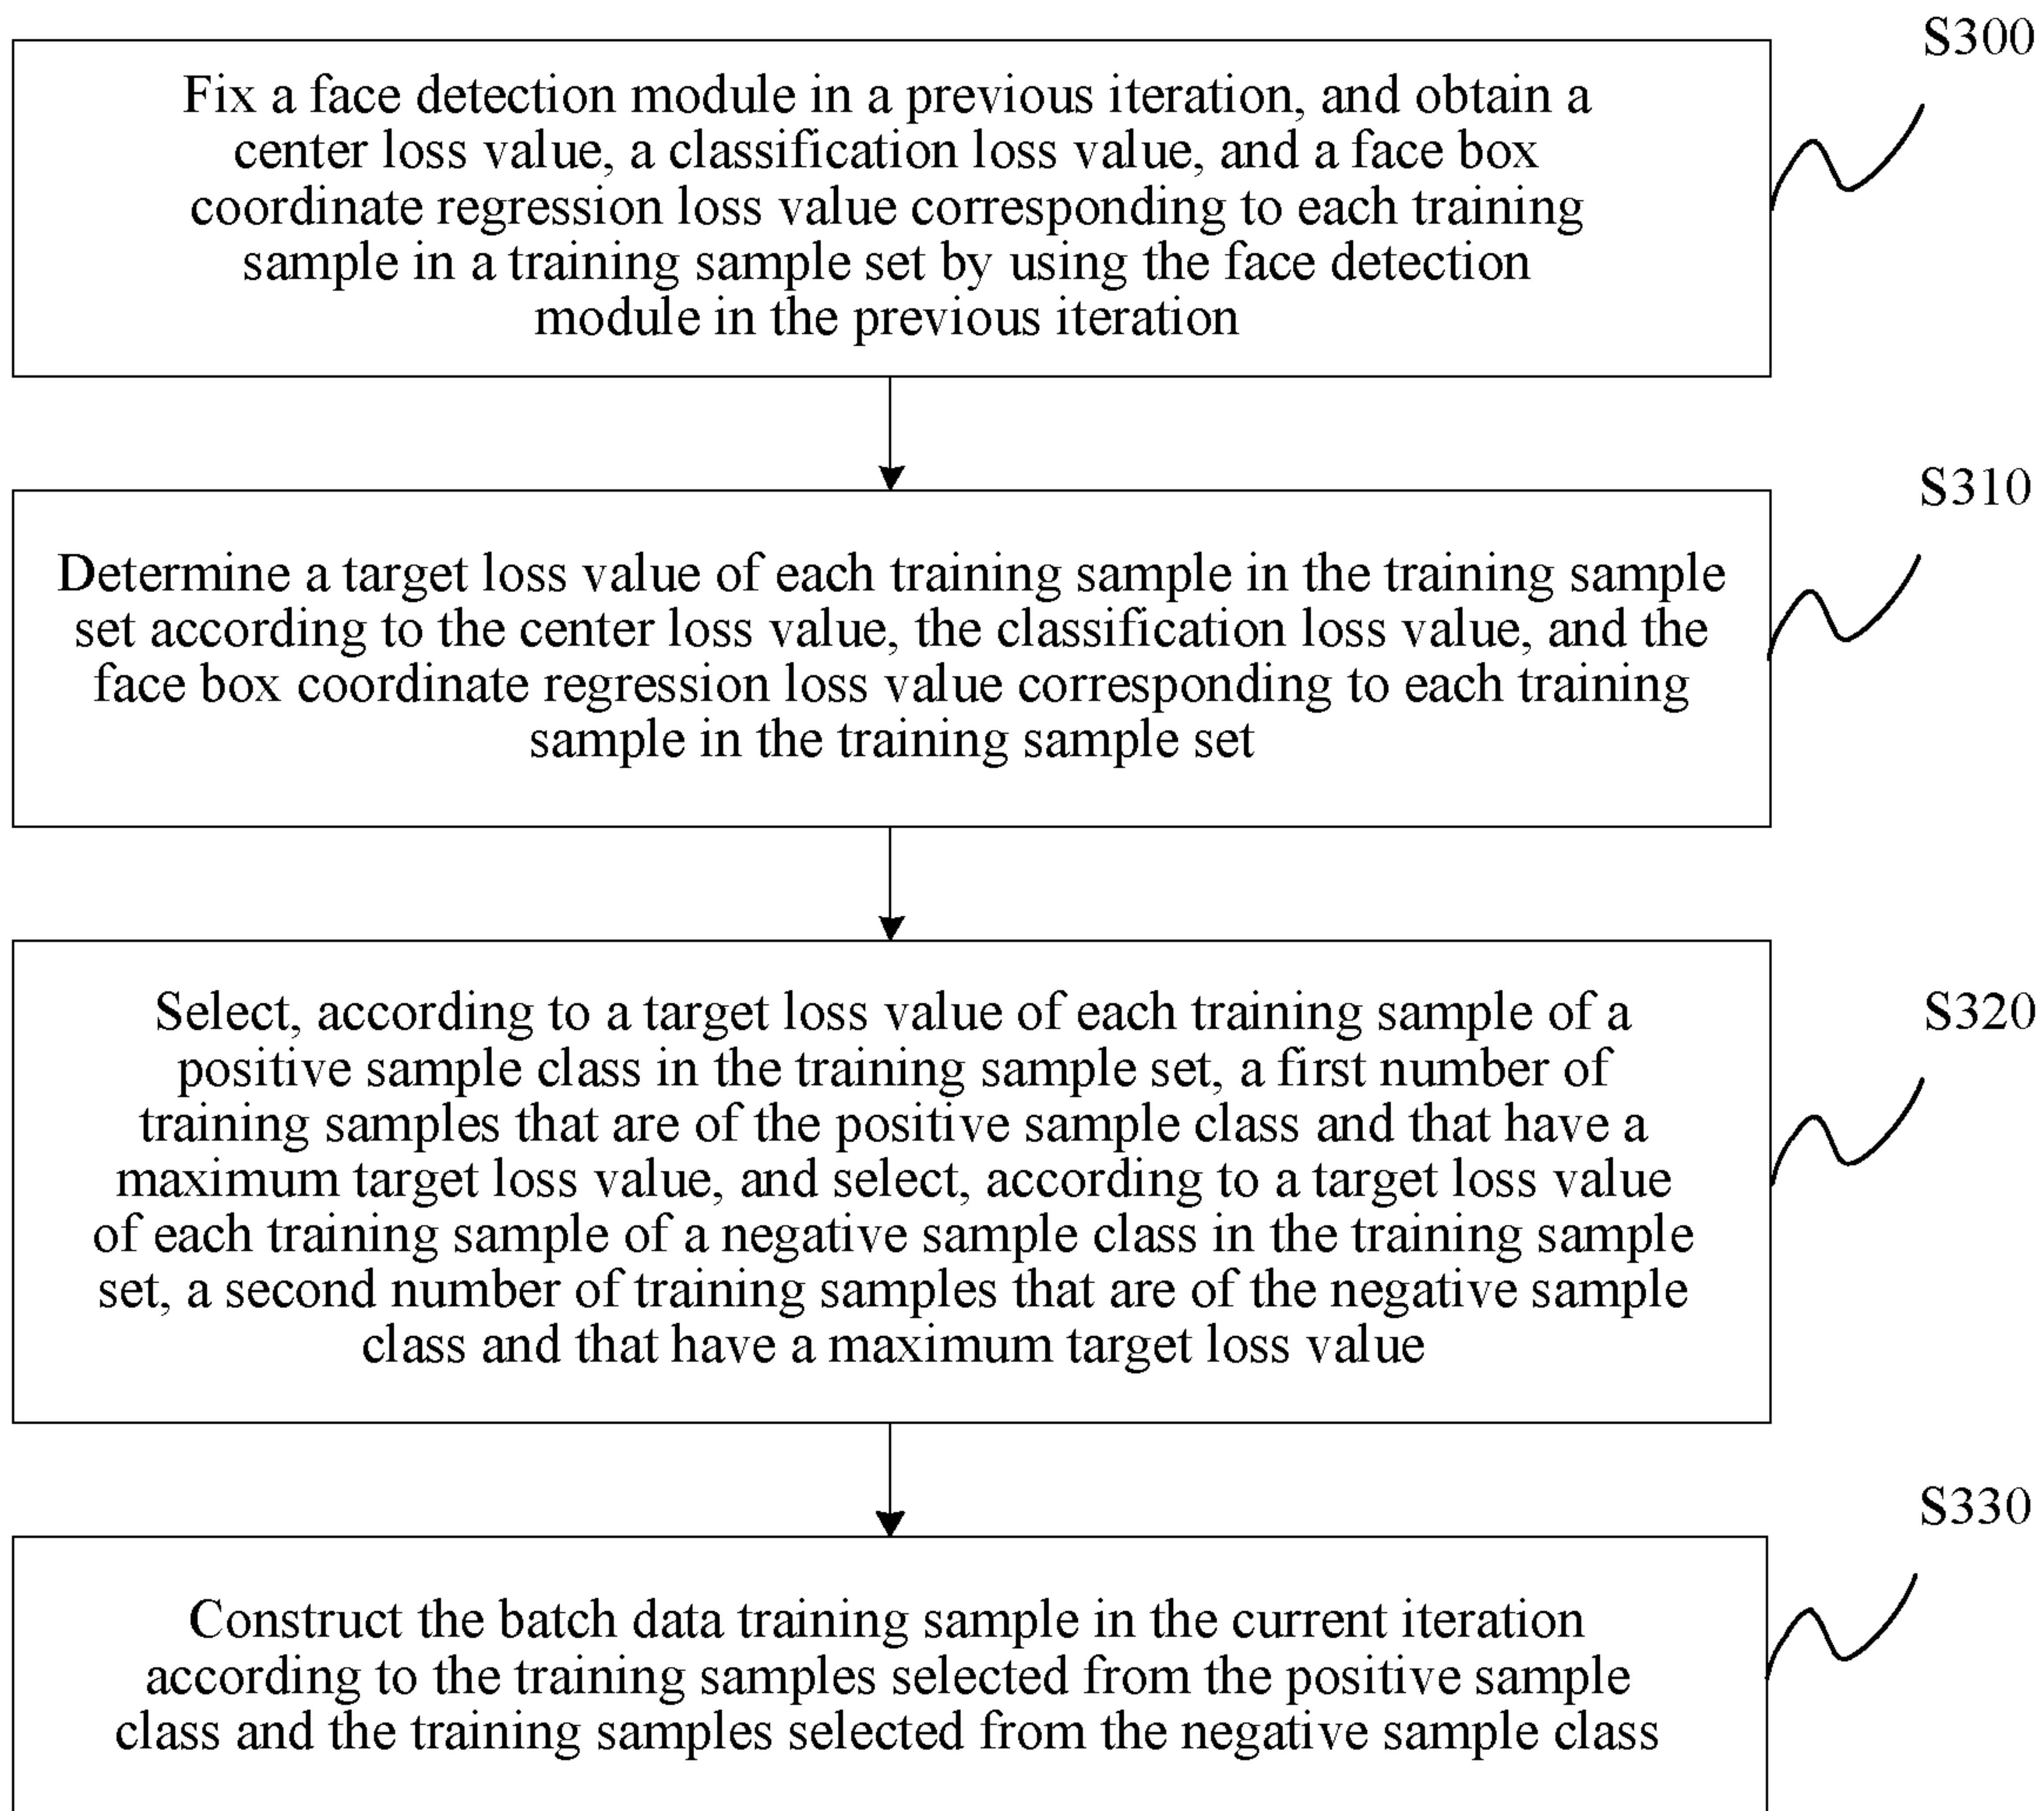 S300
Fix a face detection module in a previous iteration, and obtain a
center loss value, a classification loss value, and a face box
coordinate regression loss value corresponding to each training
sample in a training sample set by using the face detection
module in the previous iteration
S310
Determine a target loss value of each training sample in the training sample
set according to the center loss value, the classification loss value, and the
face box coordinate regression loss value corresponding to each training
sample in the training sample set
S320
Select, according to a target loss value of each training sample of a
positive sample class in the training sample set, a first number of
training samples that are of the positive sample class and that have a
maximum target loss value, and select, according to a target loss value
of each training sample of a negative sample class in the training sample
set, a second number of training samples that are of the negative sample
class and that have a maximum target loss value
S330
Construct the batch data training sample in the current iteration
according to the training samples selected from the positive sample
class and the training samples selected from the negative sample class